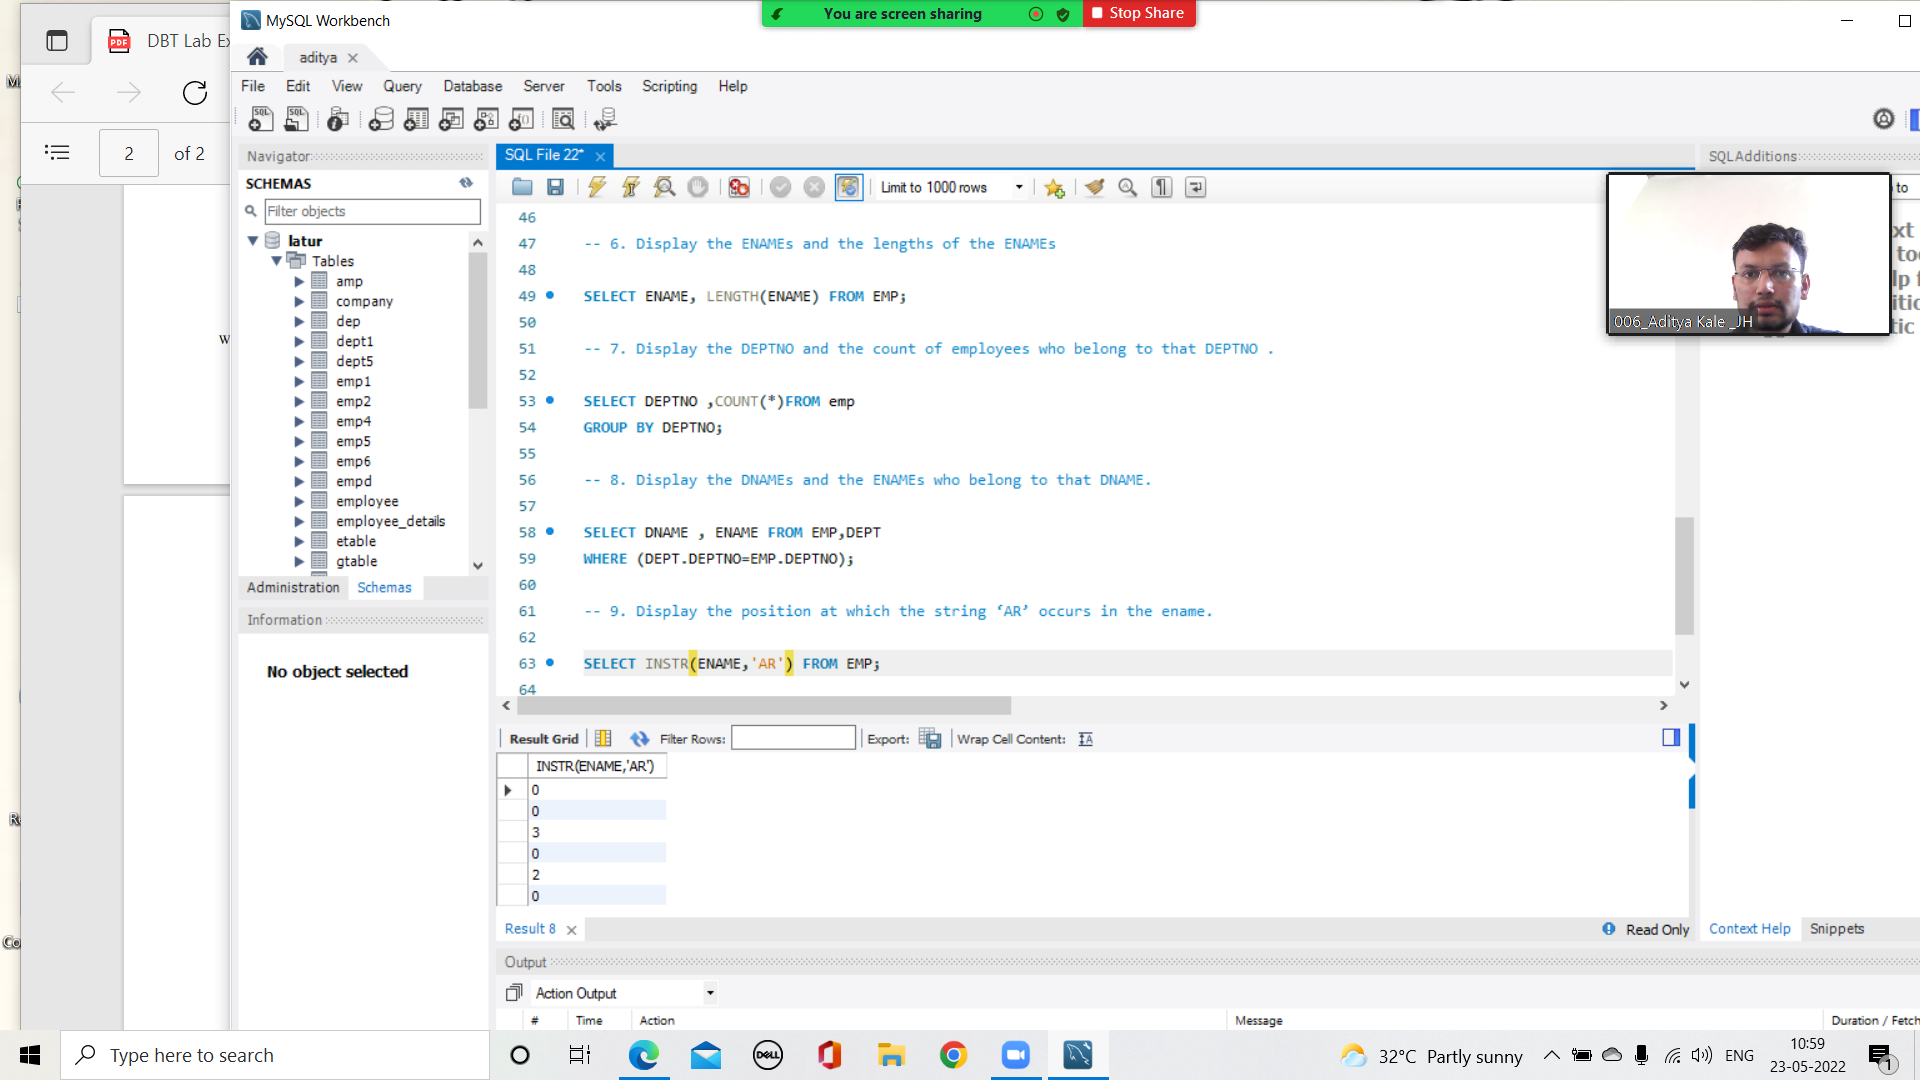 MySQL Workbench
You are screen sharing
Stop Share
DBT Lab Ex
aditya
File Edit View Query Database Server Tools Scripting Help
2 of 2
Navigator
SQL File 22*
SQLAdditions
SCHEMAS
Limit to 1000 rows
to
Filter objects
latur
Tables
amp
company
dep
dept1
dept5
emp1
emp2
emp4
emp5
emp6
empd
employee
employee_details
etable
gtable
Administration Schemas
Information
No object selected
46
47 -- 6. Display the ENAMEs and the lengths of the ENAMEs
48
49 SELECT ENAME, LENGTH(ENAME) FROM EMP;
50
51 -- 7. Display the DEPTNO and the count of employees who belong to that DEPTNO .
52
53 SELECT DEPTNO ,COUNT(*)FROM emp
54 GROUP BY DEPTNO;
55
56 -- 8. Display the DNAMEs and the ENAMEs who belong to that DNAME.
57
58 SELECT DNAME , ENAME FROM EMP,DEPT
59 WHERE (DEPT.DEPTNO=EMP.DEPTNO);
60
61 -- 9. Display the position at which the string ‘AR’ occurs in the ename.
62
63 SELECT INSTR(ENAME,'AR') FROM EMP;
64
006_Aditya Kale _JH
Result Grid Filter Rows: Export: Wrap Cell Content:
INSTR(ENAME,'AR')
0
0
3
0
2
0
Result 8
Read Only
Context Help Snippets
Output
Action Output
# Time Action Message Duration / Fetch
Type here to search
DELL
32°C Partly sunny
ENG
10:59
23-05-2022
1